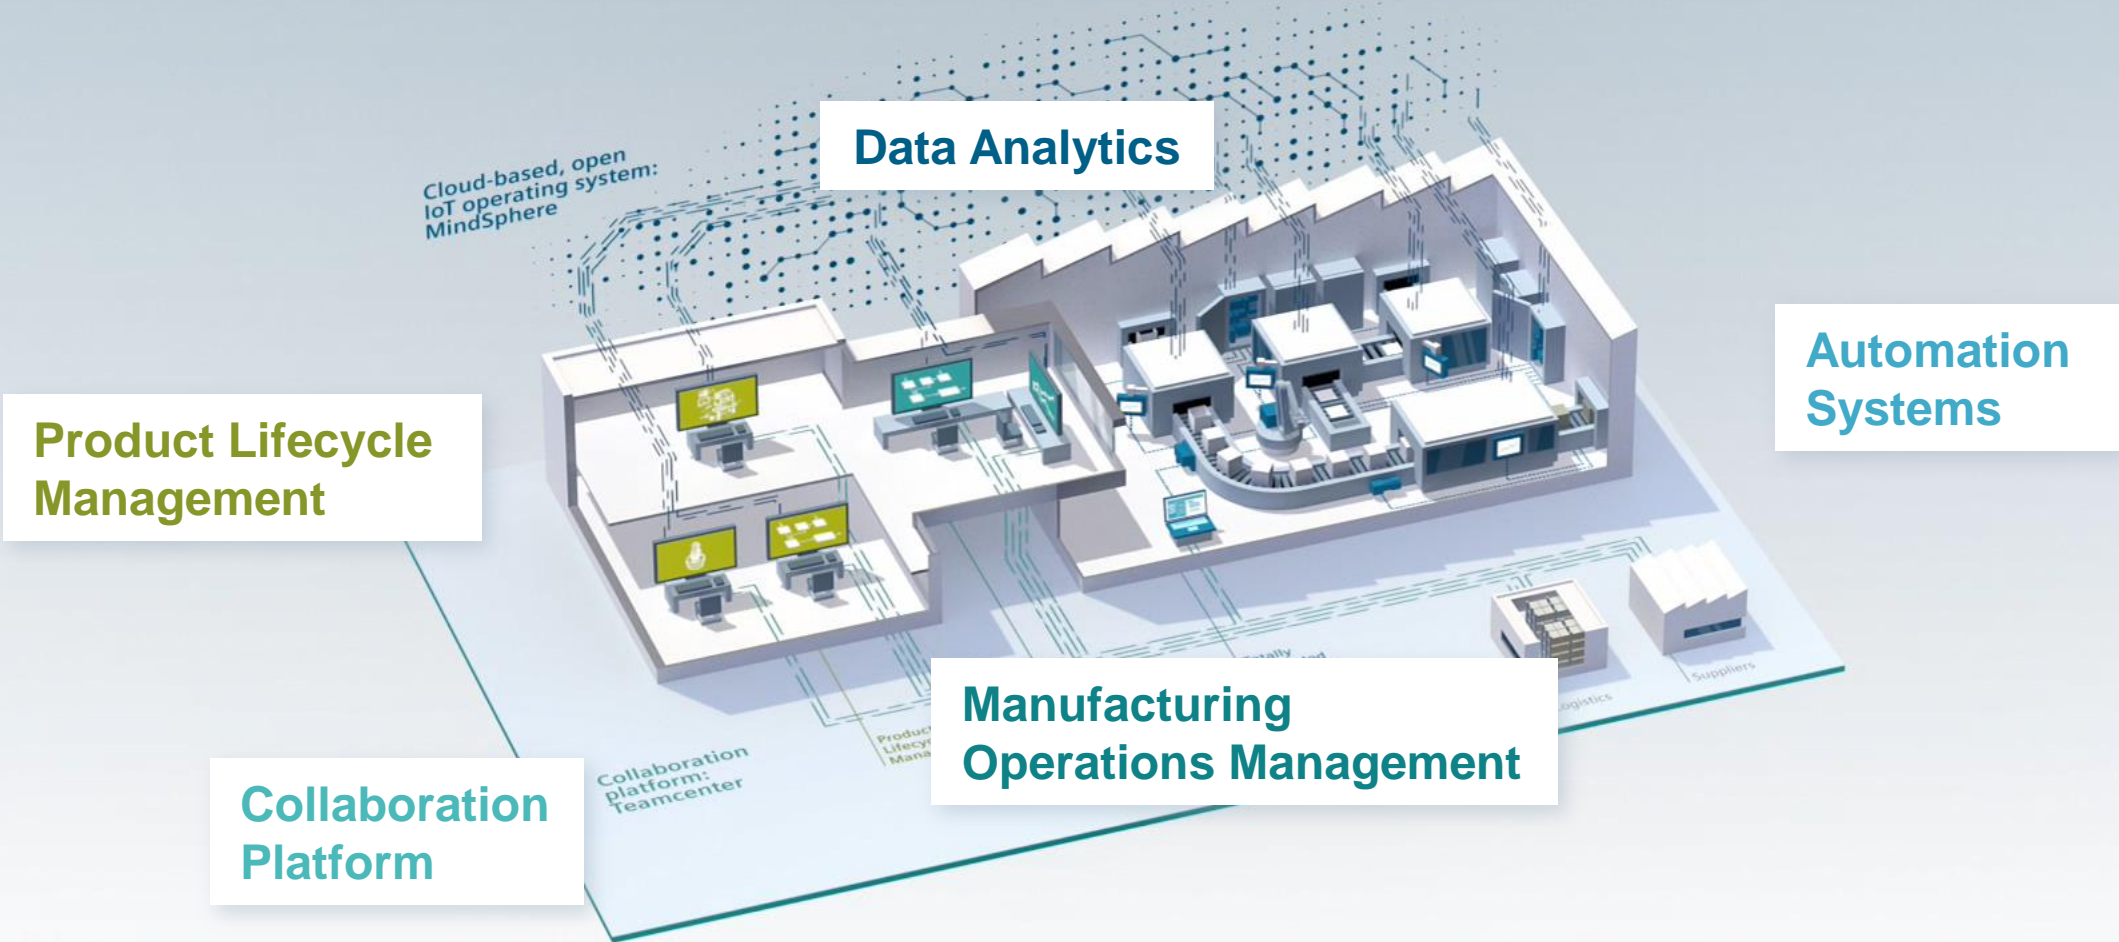 Data Analytics
Cloud-based, open
IoT operating system:
MindSphere
Automation
Systems
Product Lifecycle
Management
Manufacturing
Operations Management
Suppliers
Collaboration
platform:
Teamcenter
Collaboration
Platform